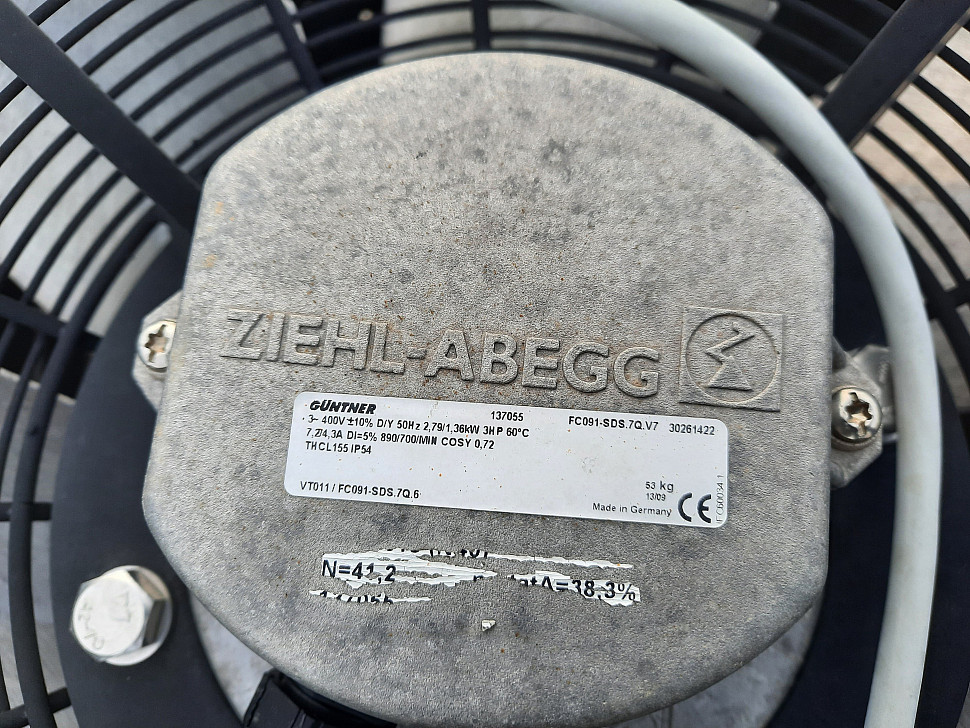 ZIEHL-ABEGG
GÜNTNER 137055 FC091-SDS.7Q.V7 30261422
3~ 400V±10% D/Y 50Hz 2,79/1,36kW 3HP 60°C
7,2/4,3A DI=5% 890/700/MIN COSY 0,72
THCL155 IP54
VT011 / FC091-SDS.7Q.6
53 kg
13/09
Made in Germany CE
N=41,2 38,3%